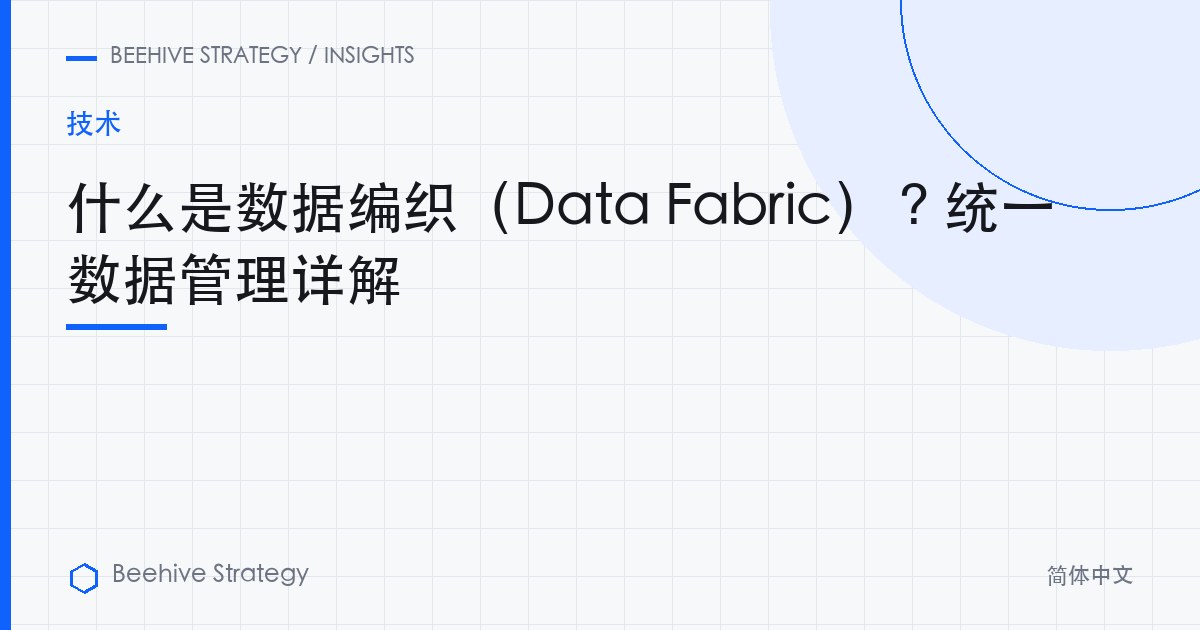 BEEHIVE STRATEGY / INSIGHTS
技术
什么是数据编织（Data Fabric）？统一
数据管理详解
Beehive Strategy
简体中文